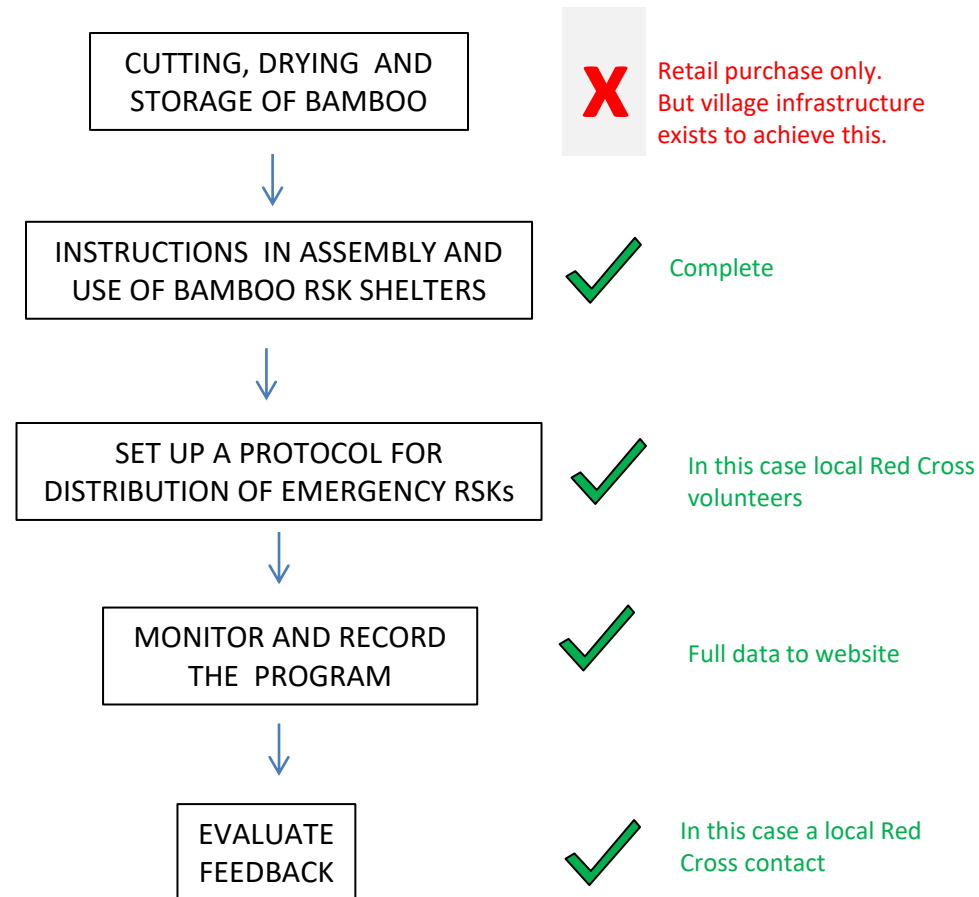 CUTTING, DRYING AND
STORAGE OF BAMBOO
X
Retail purchase only.
But village infrastructure
exists to achieve this.
INSTRUCTIONS IN ASSEMBLY AND
USE OF BAMBOO RSK SHELTERS
Complete
SET UP A PROTOCOL FOR
DISTRIBUTION OF EMERGENCY RSKs
In this case local Red Cross
volunteers
MONITOR AND RECORD
THE PROGRAM
Full data to website
EVALUATE
FEEDBACK
In this case a local Red
Cross contact